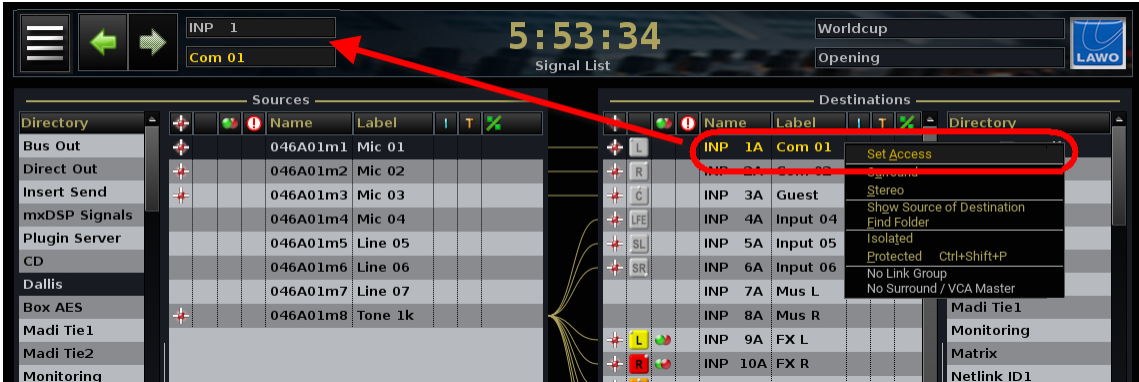 INP 1
Com 01
5:53:34
Signal List
Worldcup
Opening
LAWO
Sources
Directory
Name Label I T
Bus Out
Direct Out
Insert Send
mxDSP Signals
Plugin Server
CD
Dallis
Box AES
Madi Tie1
Madi Tie2
Monitoring
046A01m1 Mic 01
046A01m2 Mic 02
046A01m3 Mic 03
046A01m4 Mic 04
046A01m5 Line 05
046A01m6 Line 06
046A01m7 Line 07
046A01m8 Tone 1k
Destinations
Name Label I T Directory
L INP 1A Com 01
R INP 2A Com 02
C INP 3A Guest
LFE INP 4A Input 04
SL INP 5A Input 05
SR INP 6A Input 06
INP 7A Mus L
INP 8A Mus R
L INP 9A FX L
R INP 10A FX R
Set Access
Surround
Stereo
Show Source of Destination
Find Folder
Isolated
Protected Ctrl+Shift+P
No Link Group
No Surround / VCA Master
Madi Tie1
Monitoring
Matrix
Netlink ID1